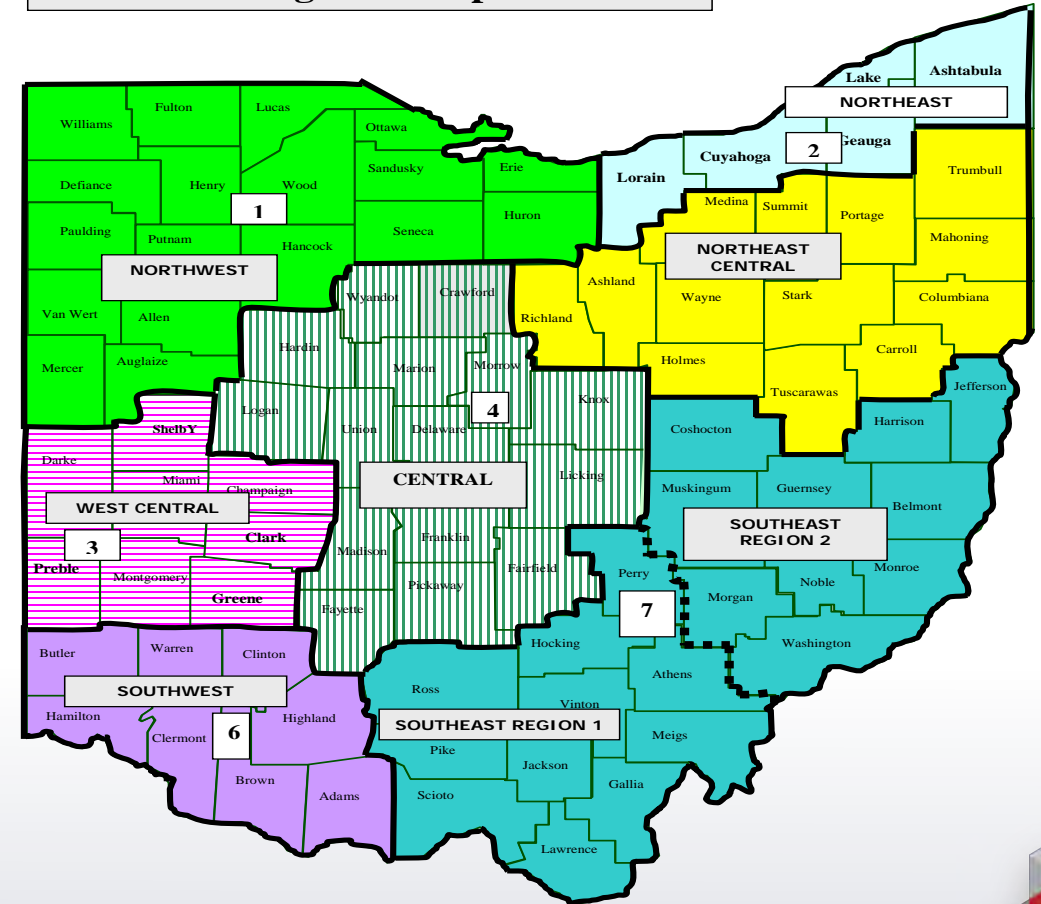 Lake
Ashtabula
NORTHEAST
2
Geauga
Cuyahoga
Lorain
Fulton
Lucas
Williams
Ottawa
Sandusky
Erie
Defiance
Henry
Wood
1
Huron
Paulding
Putnam
Hancock
Seneca
NORTHWEST
Van Wert
Allen
Mercer
Auglaize
Trumbull
Medina
Summit
Portage
Mahoning
NORTHEAST
CENTRAL
Ashland
Wayne
Stark
Columbiana
Richland
Holmes
Carroll
Tuscarawas
Wyandot
Crawford
Hardin
Marion
Morrow
Logan
4
Knox
Union
Delaware
CENTRAL
Licking
Madison
Franklin
Fairfield
Pickaway
Fayette
ShelbY
Darke
Miami
Champaign
WEST CENTRAL
3
Clark
Preble
Montgomery
Greene
Jefferson
Harrison
Coshocton
Muskingum
Guernsey
Belmont
SOUTHEAST
REGION 2
Monroe
Noble
Morgan
Washington
Perry
7
Hocking
Athens
Ross
Vinton
SOUTHEAST REGION 1
Pike
Meigs
Jackson
Gallia
Scioto
Lawrence
Butler
Warren
Clinton
SOUTHWEST
Hamilton
6
Highland
Clermont
Brown
Adams